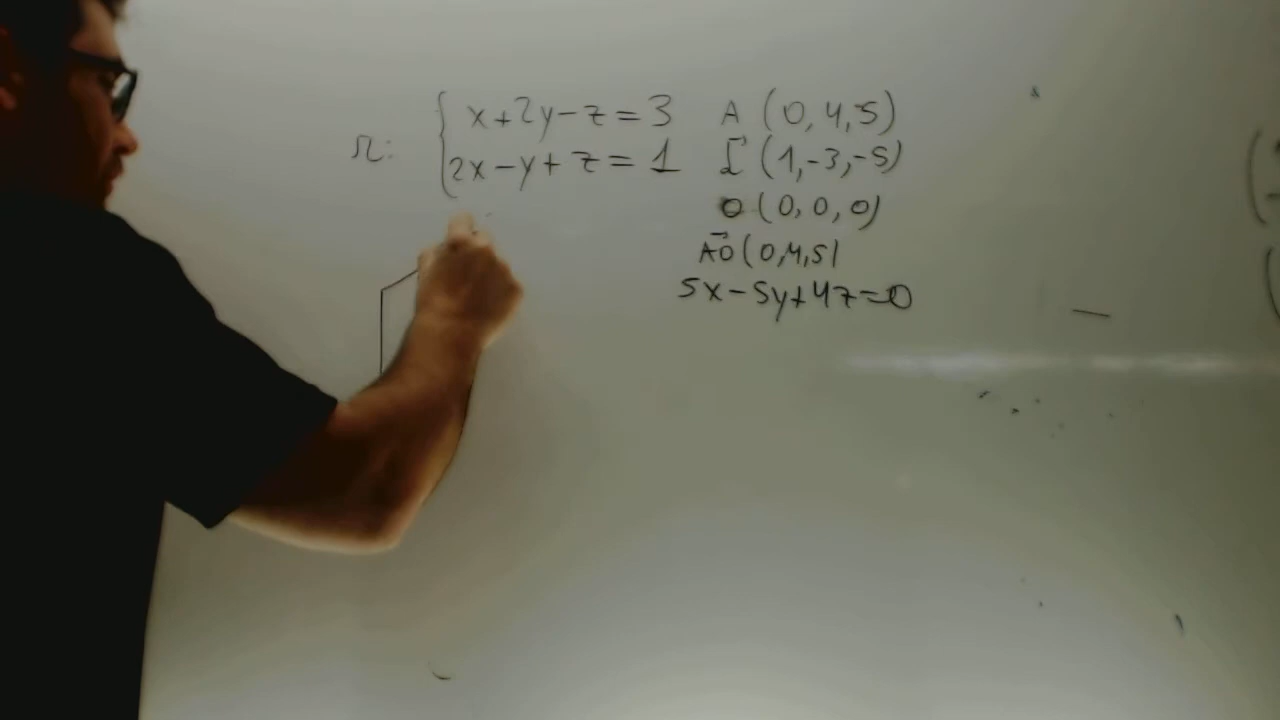 r: { x+2y-z=3
2x-y+z=1
A (0,4,5)
r⃗ (1,-3,-5)
O (0,0,0)
A⃗O (0,4,5)
5x-5y+4z=0